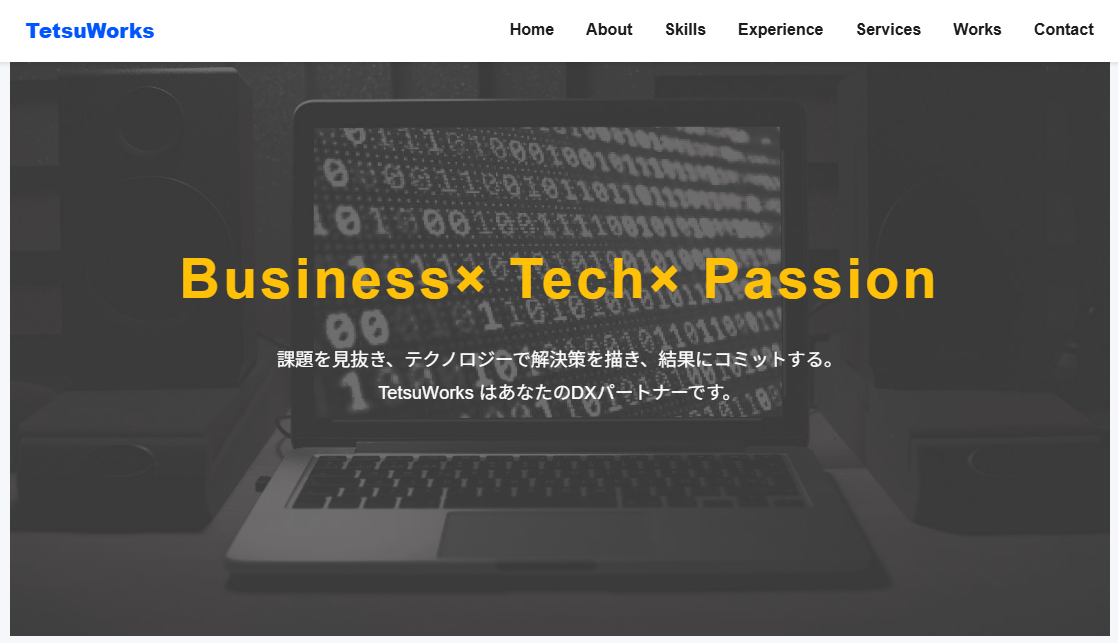 TetsuWorks
Home About Skills Experience Services Works Contact
Business× Tech× Passion
課題を見抜き、テクノロジーで解決策を描き、結果にコミットする。
TetsuWorks はあなたのDXパートナーです。